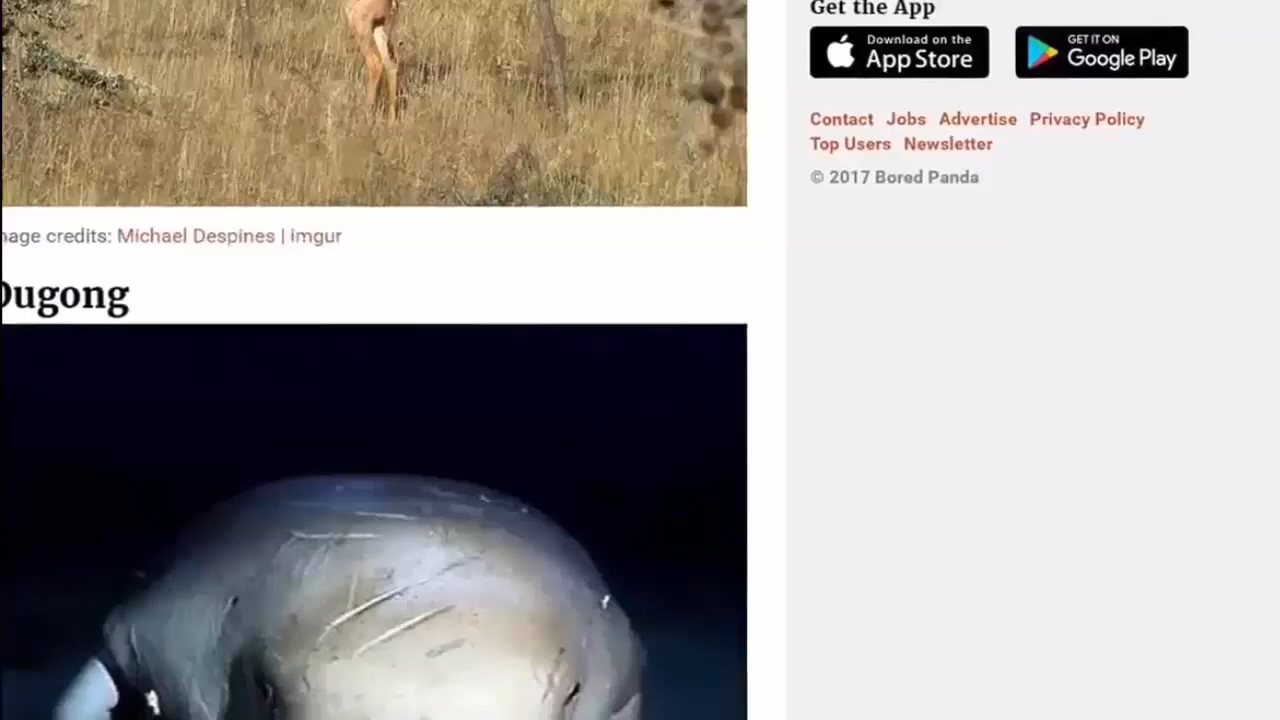 Get the App
Download on the
App Store
GET IT ON
Google Play
Contact Jobs Advertise Privacy Policy
Top Users Newsletter
© 2017 Bored Panda
credits: Michael Despines | imgur
Dugong